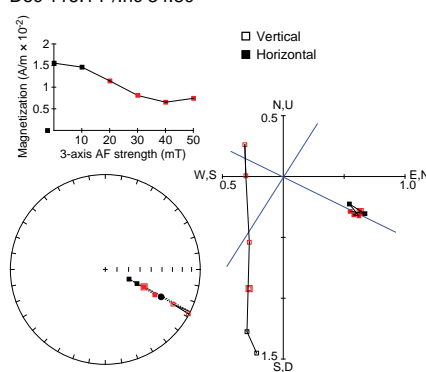 Magnetization (A/m × 10-2)
2
1.5
1
0.5
10 20 30 40 50
3-axis AF strength (mT)
Vertical
Horizontal
N,U
0.5
W,S
0.5
1.0
E,N
1.5
S,D